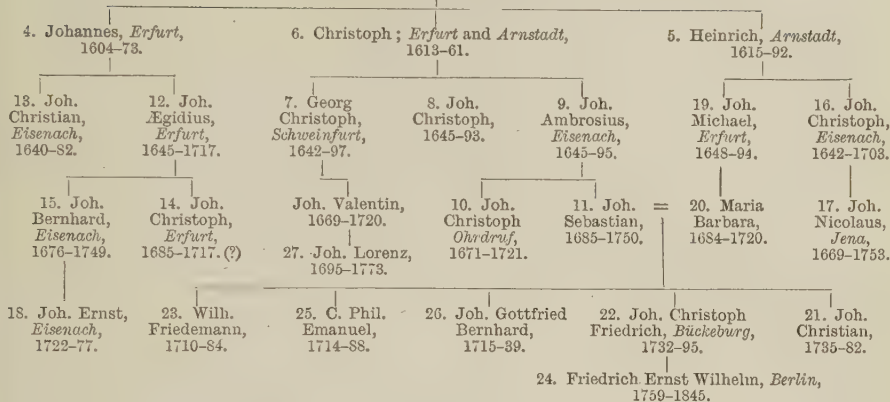 4. Johannes, Erfurt,
1604–73.
6. Christoph ; Erfurt and Arnstadt,
1613–61.
5. Heinrich, Arnstadt,
1615–92.
13. Joh.
Christian,
Eisenach,
1640–82.
12. Joh.
Ægidius,
Erfurt,
1645–1717.
7. Georg
Christoph,
Schweinfurt,
1642–97.
8. Joh.
Christoph,
1645–93.
9. Joh.
Ambrosius,
Eisenach,
1645–95.
19. Joh.
Michael,
Erfurt,
1648–94.
16. Joh.
Christoph,
Eisenach,
1642–1703.
15. Joh.
Bernhard,
Eisenach,
1676–1749.
14. Joh.
Christoph,
Erfurt,
1685–1717. (?)
Joh. Valentin,
1669–1720.
27. Joh. Lorenz,
1695–1773.
10. Joh.
Christoph
Ohrdruf,
1671–1721.
11. Joh.
Sebastian,
1685–1750.
=
20. Maria
Barbara,
1684–1720.
17. Joh.
Nicolaus,
Jena,
1669–1753.
18. Joh. Ernst,
Eisenach,
1722–77.
23. Wilh.
Friedemann,
1710–84.
25. C. Phil.
Emanuel,
1714–88.
26. Joh. Gottfried
Bernhard,
1715–39.
22. Joh. Christoph
Friedrich, Bückeburg,
1732–95.
21. Joh.
Christian,
1735–82.
24. Friedrich Ernst Wilhelm, Berlin,
1759–1845.